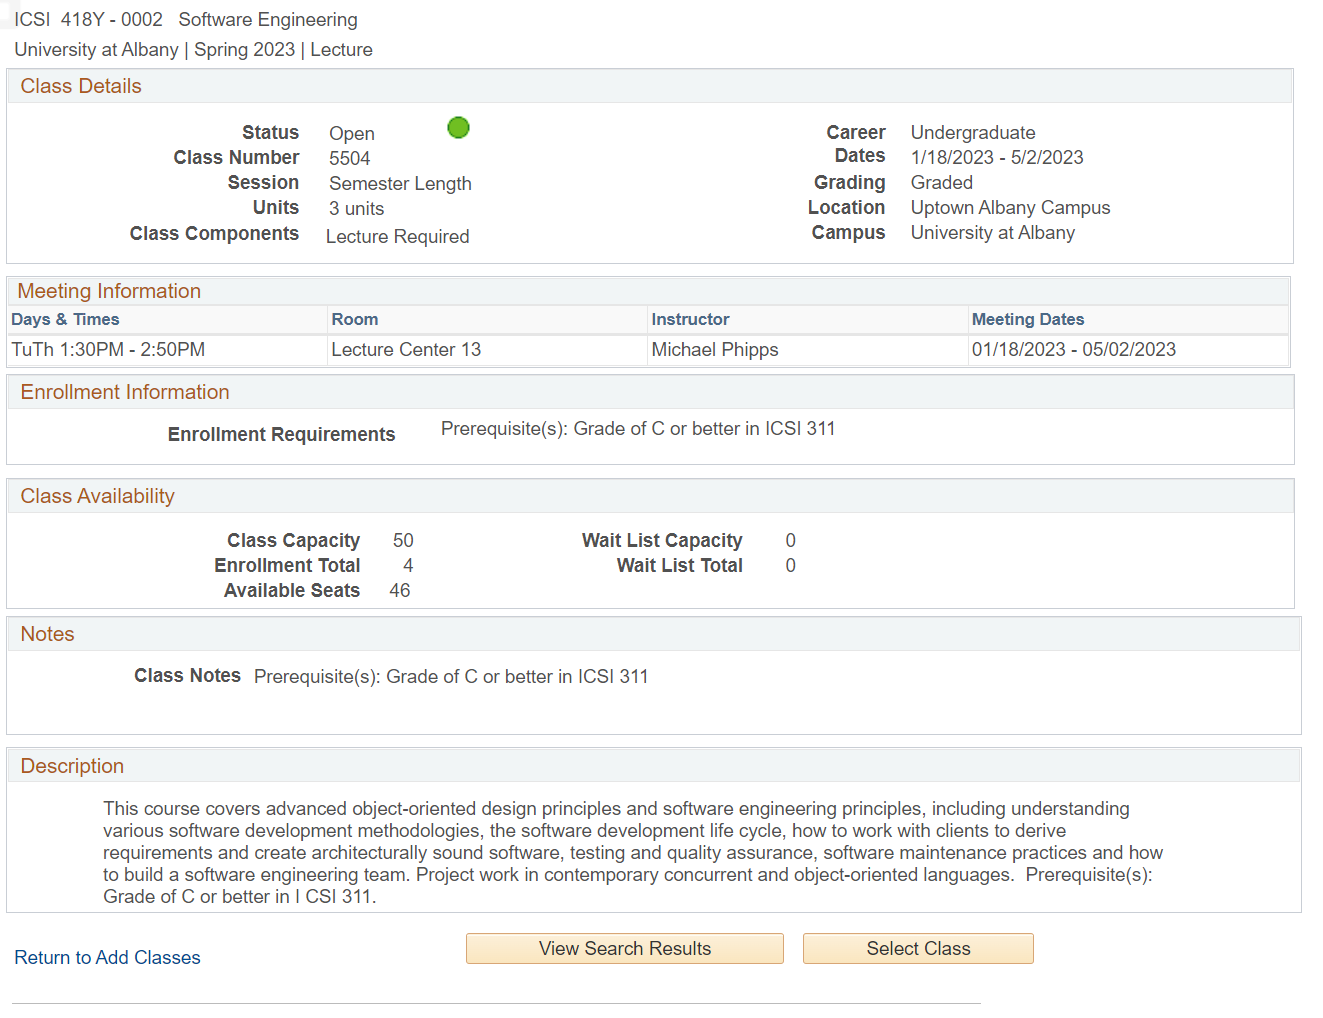 ICSI 418Y - 0002 Software Engineering
University at Albany | Spring 2023 | Lecture
Class Details
Status Open
Class Number 5504
Session Semester Length
Units 3 units
Class Components Lecture Required
Career Undergraduate
Dates 1/18/2023 - 5/2/2023
Grading Graded
Location Uptown Albany Campus
Campus University at Albany
Meeting Information
Days & Times Room Instructor Meeting Dates
TuTh 1:30PM - 2:50PM Lecture Center 13 Michael Phipps 01/18/2023 - 05/02/2023
Enrollment Information
Enrollment Requirements Prerequisite(s): Grade of C or better in ICSI 311
Class Availability
Class Capacity 50 Wait List Capacity 0
Enrollment Total 4 Wait List Total 0
Available Seats 46
Notes
Class Notes Prerequisite(s): Grade of C or better in ICSI 311
Description
This course covers advanced object-oriented design principles and software engineering principles, including understanding
various software development methodologies, the software development life cycle, how to work with clients to derive
requirements and create architecturally sound software, testing and quality assurance, software maintenance practices and how
to build a software engineering team. Project work in contemporary concurrent and object-oriented languages. Prerequisite(s):
Grade of C or better in I CSI 311.
Return to Add Classes View Search Results Select Class